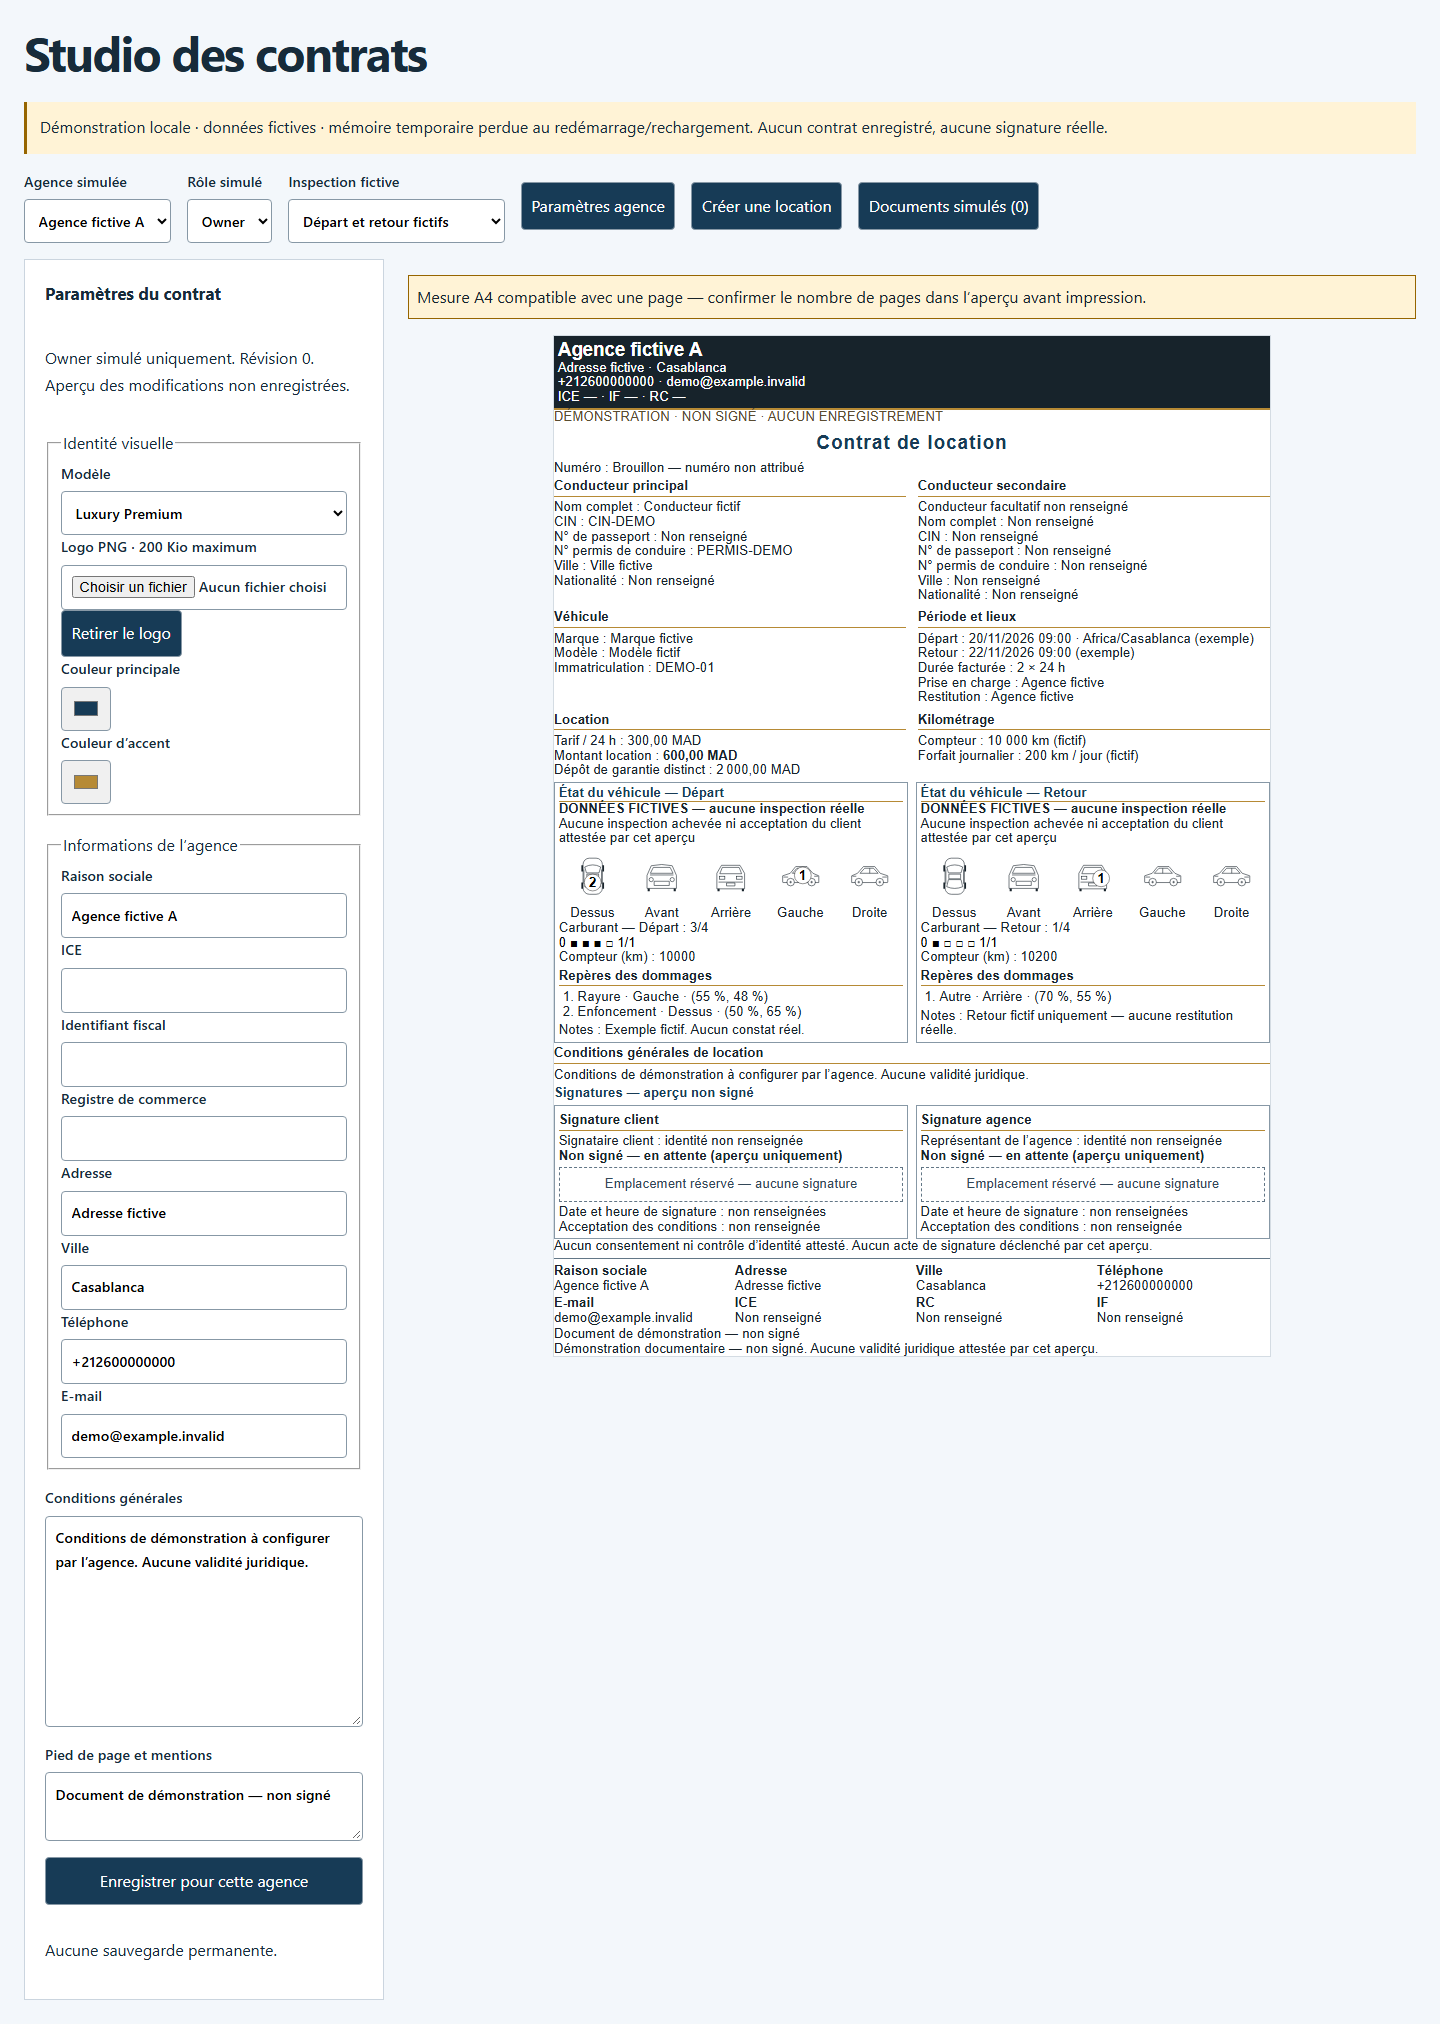 Studio des contrats
Démonstration locale · données fictives · mémoire temporaire perdue au redémarrage/rechargement. Aucun contrat enregistré, aucune signature réelle.
Agence simulée
Agence fictive A
Rôle simulé
Owner
Inspection fictive
Départ et retour fictifs
Paramètres agence
Créer une location
Documents simulés (0)
Paramètres du contrat
Owner simulé uniquement. Révision 0.
Aperçu des modifications non enregistrées.
Identité visuelle
Modèle
Luxury Premium
Logo PNG · 200 Kio maximum
Choisir un fichier Aucun fichier choisi
Retirer le logo
Couleur principale
Couleur d’accent
Informations de l’agence
Raison sociale
Agence fictive A
ICE
Identifiant fiscal
Registre de commerce
Adresse
Adresse fictive
Ville
Casablanca
Téléphone
+212600000000
E-mail
demo@example.invalid
Conditions générales
Conditions de démonstration à configurer
par l’agence. Aucune validité juridique.
Pied de page et mentions
Document de démonstration — non signé
Enregistrer pour cette agence
Aucune sauvegarde permanente.
Mesure A4 compatible avec une page — confirmer le nombre de pages dans l’aperçu avant impression.
Agence fictive A
Adresse fictive · Casablanca
+212600000000 · demo@example.invalid
ICE — · IF — · RC —
DÉMONSTRATION · NON SIGNÉ · AUCUN ENREGISTREMENT
Contrat de location
Numéro : Brouillon — numéro non attribué
Conducteur principal
Nom complet : Conducteur fictif
CIN : CIN-DEMO
N° de passeport : Non renseigné
N° permis de conduire : PERMIS-DEMO
Ville : Ville fictive
Nationalité : Non renseigné
Conducteur secondaire
Conducteur facultatif non renseigné
Nom complet : Non renseigné
CIN : Non renseigné
N° de passeport : Non renseigné
N° permis de conduire : Non renseigné
Ville : Non renseigné
Nationalité : Non renseigné
Véhicule
Marque : Marque fictive
Modèle : Modèle fictif
Immatriculation : DEMO-01
Période et lieux
Départ : 20/11/2026 09:00 · Africa/Casablanca (exemple)
Retour : 22/11/2026 09:00 (exemple)
Durée facturée : 2 × 24 h
Prise en charge : Agence fictive
Restitution : Agence fictive
Location
Tarif / 24 h : 300,00 MAD
Montant location : 600,00 MAD
Dépôt de garantie distinct : 2 000,00 MAD
Kilométrage
Compteur : 10 000 km (fictif)
Forfait journalier : 200 km / jour (fictif)
État du véhicule — Départ
DONNÉES FICTIVES — aucune inspection réelle
Aucune inspection achevée ni acceptation du client
attestée par cet aperçu
2
1
Dessus Avant Arrière Gauche Droite
Carburant — Départ : 3/4
0 ■ ■ ■ □ 1/1
Compteur (km) : 10000
Repères des dommages
1. Rayure · Gauche · (55 %, 48 %)
2. Enfoncement · Dessus · (50 %, 65 %)
Notes : Exemple fictif. Aucun constat réel.
État du véhicule — Retour
DONNÉES FICTIVES — aucune inspection réelle
Aucune inspection achevée ni acceptation du client
attestée par cet aperçu
1
Dessus Avant Arrière Gauche Droite
Carburant — Retour : 1/4
0 ■ □ □ □ 1/1
Compteur (km) : 10200
Repères des dommages
1. Autre · Arrière · (70 %, 55 %)
Notes : Retour fictif uniquement — aucune restitution
réelle.
Conditions générales de location
Conditions de démonstration à configurer par l’agence. Aucune validité juridique.
Signatures — aperçu non signé
Signature client
Signataire client : identité non renseignée
Non signé — en attente (aperçu uniquement)
Emplacement réservé — aucune signature
Date et heure de signature : non renseignées
Acceptation des conditions : non renseignée
Signature agence
Représentant de l’agence : identité non renseignée
Non signé — en attente (aperçu uniquement)
Emplacement réservé — aucune signature
Date et heure de signature : non renseignées
Acceptation des conditions : non renseignée
Aucun consentement ni contrôle d’identité attesté. Aucun acte de signature déclenché par cet aperçu.
Raison sociale Adresse Ville Téléphone
Agence fictive A Adresse fictive Casablanca +212600000000
E-mail ICE RC IF
demo@example.invalid Non renseigné Non renseigné Non renseigné
Document de démonstration — non signé
Démonstration documentaire — non signé. Aucune validité juridique attestée par cet aperçu.